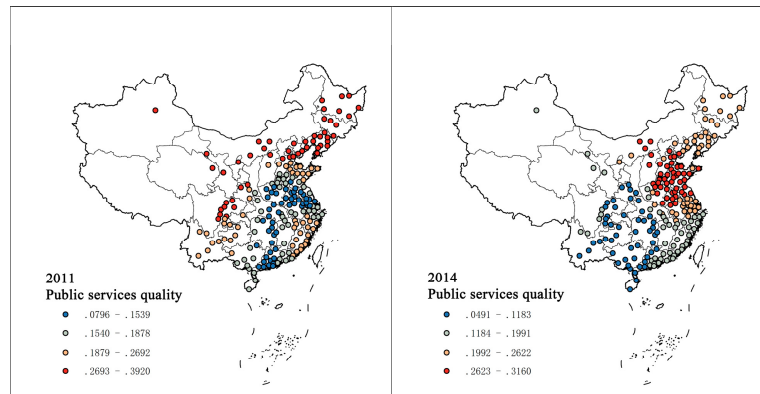 2011
Public services quality
.0796 - .1539
.1540 - .1878
.1879 - .2692
.2693 - .3920
2014
Public services quality
.0491 - .1183
.1184 - .1991
.1992 - .2622
.2623 - .3160